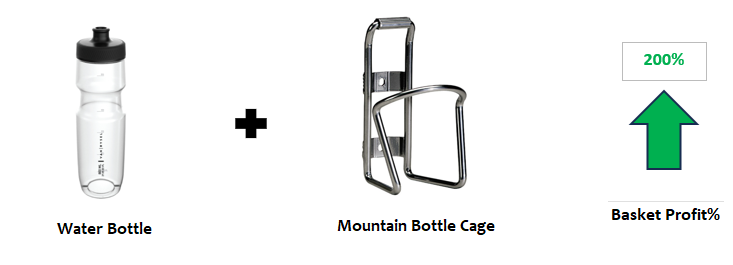 200%
Water Bottle
Mountain Bottle Cage
Basket Profit%